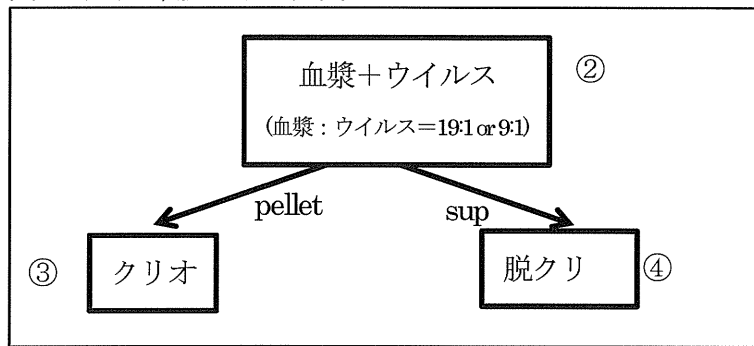 血漿+ウイルス
②
(血漿:ウイルス=19:1 or 9:1)
pellet
sup
③
クリオ
脱クリ
④